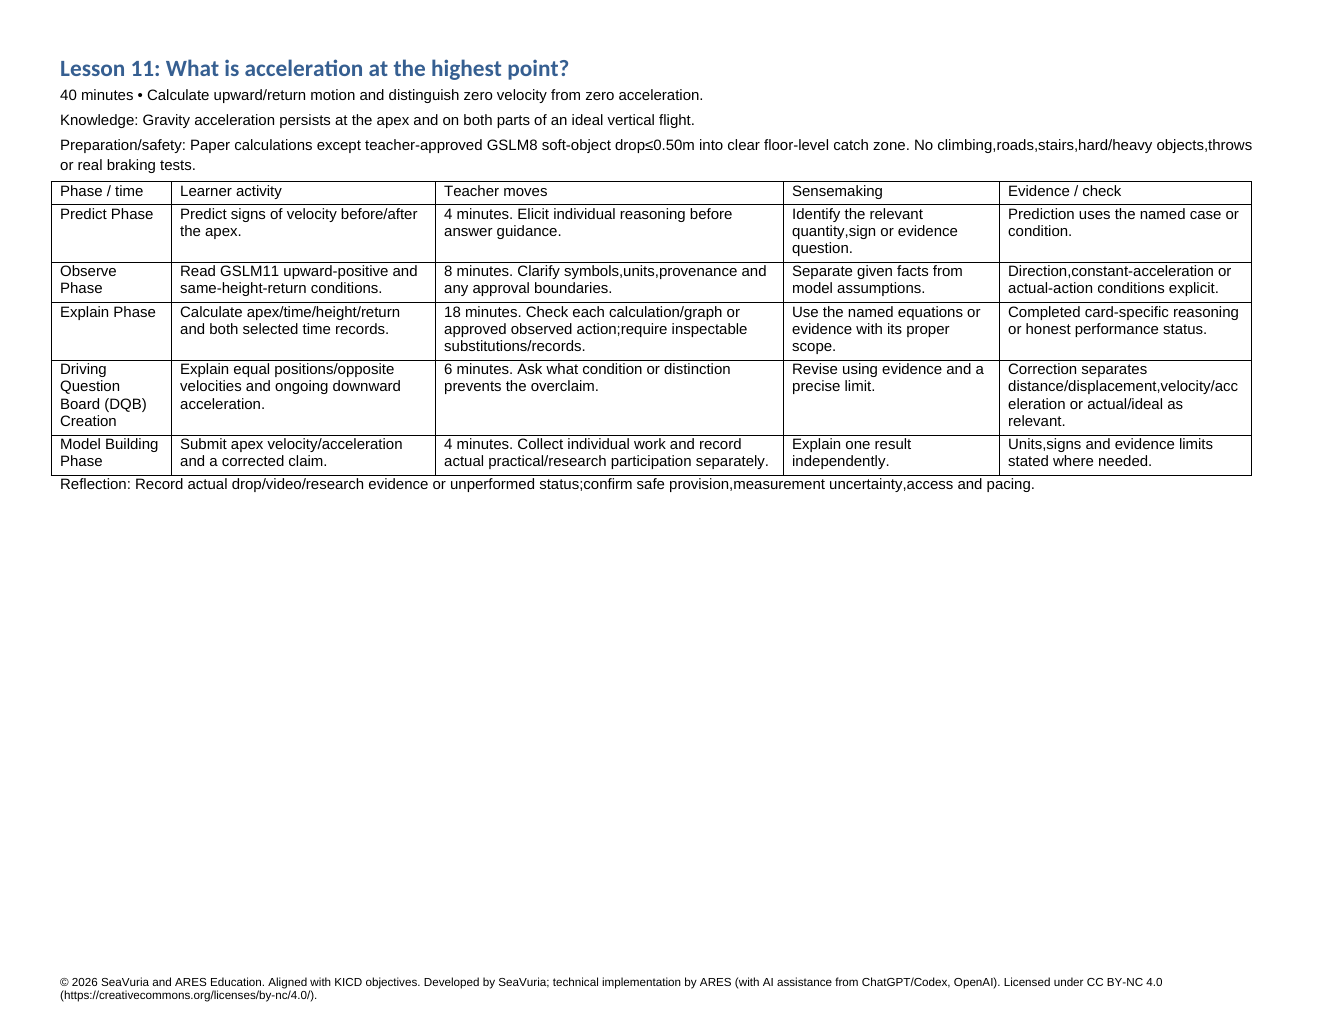 Lesson 11: What is acceleration at the highest point?
40 minutes • Calculate upward/return motion and distinguish zero velocity from zero acceleration.
Knowledge: Gravity acceleration persists at the apex and on both parts of an ideal vertical flight.
Preparation/safety: Paper calculations except teacher-approved GSLM8 soft-object drop≤0.50m into clear floor-level catch zone. No climbing,roads,stairs,hard/heavy objects,throws
or real braking tests.
Phase / time
Learner activity
Teacher moves
Sensemaking
Evidence / check
Predict Phase
Predict signs of velocity before/after
the apex.
4 minutes. Elicit individual reasoning before
answer guidance.
Identify the relevant
quantity,sign or evidence
question.
Prediction uses the named case or
condition.
Observe
Phase
Read GSLM11 upward-positive and
same-height-return conditions.
8 minutes. Clarify symbols,units,provenance and
any approval boundaries.
Separate given facts from
model assumptions.
Direction,constant-acceleration or
actual-action conditions explicit.
Explain Phase
Calculate apex/time/height/return
and both selected time records.
18 minutes. Check each calculation/graph or
approved observed action;require inspectable
substitutions/records.
Use the named equations or
evidence with its proper
scope.
Completed card-specific reasoning
or honest performance status.
Driving
Question
Board (DQB)
Creation
Explain equal positions/opposite
velocities and ongoing downward
acceleration.
6 minutes. Ask what condition or distinction
prevents the overclaim.
Revise using evidence and a
precise limit.
Correction separates
distance/displacement,velocity/acc
eleration or actual/ideal as
relevant.
Model Building
Phase
Submit apex velocity/acceleration
and a corrected claim.
4 minutes. Collect individual work and record
actual practical/research participation separately.
Explain one result
independently.
Units,signs and evidence limits
stated where needed.
Reflection: Record actual drop/video/research evidence or unperformed status;confirm safe provision,measurement uncertainty,access and pacing.
© 2026 SeaVuria and ARES Education. Aligned with KICD objectives. Developed by SeaVuria; technical implementation by ARES (with AI assistance from ChatGPT/Codex, OpenAI). Licensed under CC BY-NC 4.0
(https://creativecommons.org/licenses/by-nc/4.0/).